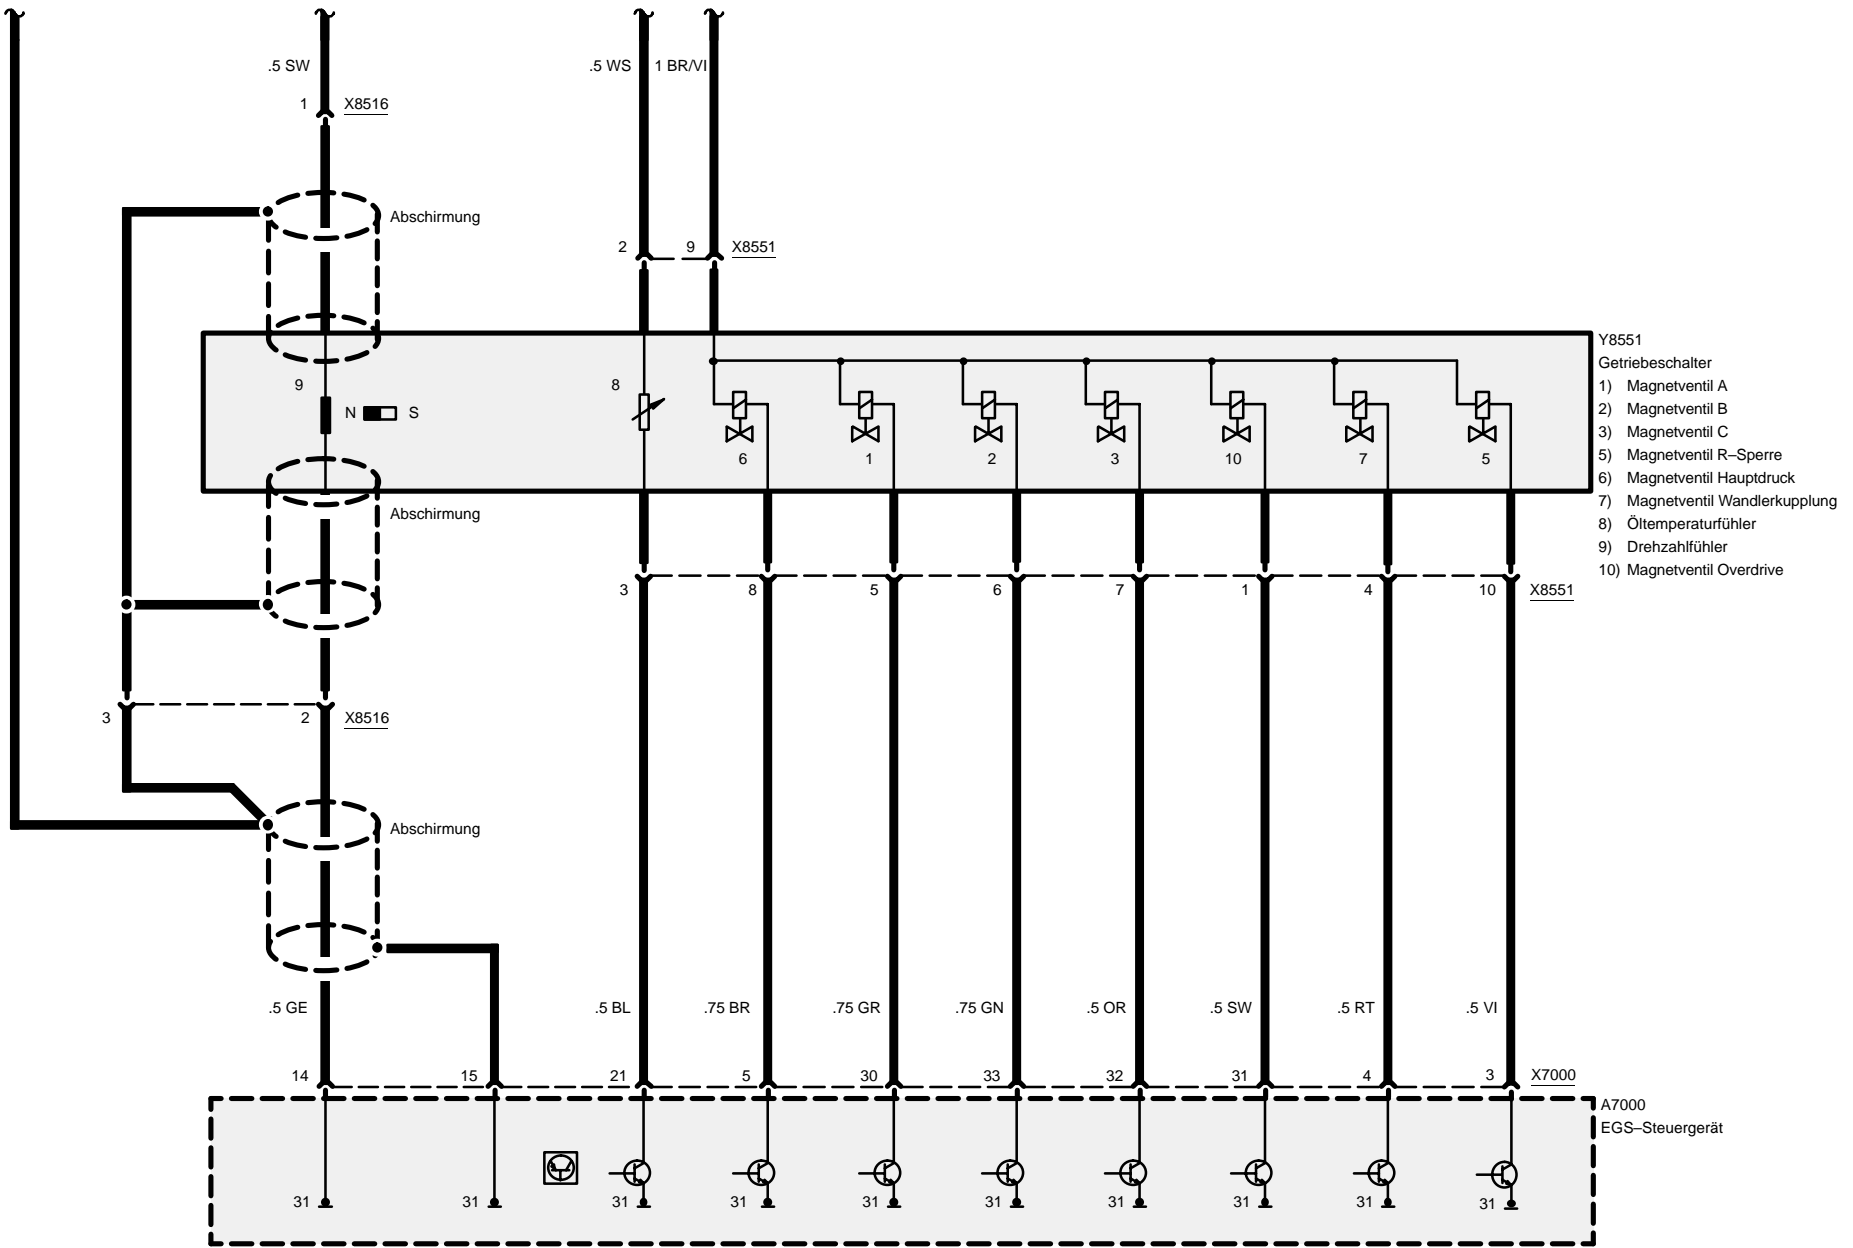 .5 SW
.5 WS
1 BR/VI
1
X8516
Abschirmung
2
9
X8551
Y8551
Getriebeschalter
1) Magnetventil A
2) Magnetventil B
3) Magnetventil C
5) Magnetventil R–Sperre
6) Magnetventil Hauptdruck
7) Magnetventil Wandlerkupplung
8) Öltemperaturfühler
9) Drehzahlfühler
10) Magnetventil Overdrive
9
8
N
S
6
1
2
3
10
7
5
Abschirmung
3
8
5
6
7
1
4
10
X8551
3
2
X8516
Abschirmung
.5 GE
.5 BL
.75 BR
.75 GR
.75 GN
.5 OR
.5 SW
.5 RT
.5 VI
14
15
21
5
30
33
32
31
4
3
X7000
A7000
EGS–Steuergerät
31
31
31
31
31
31
31
31
31
31